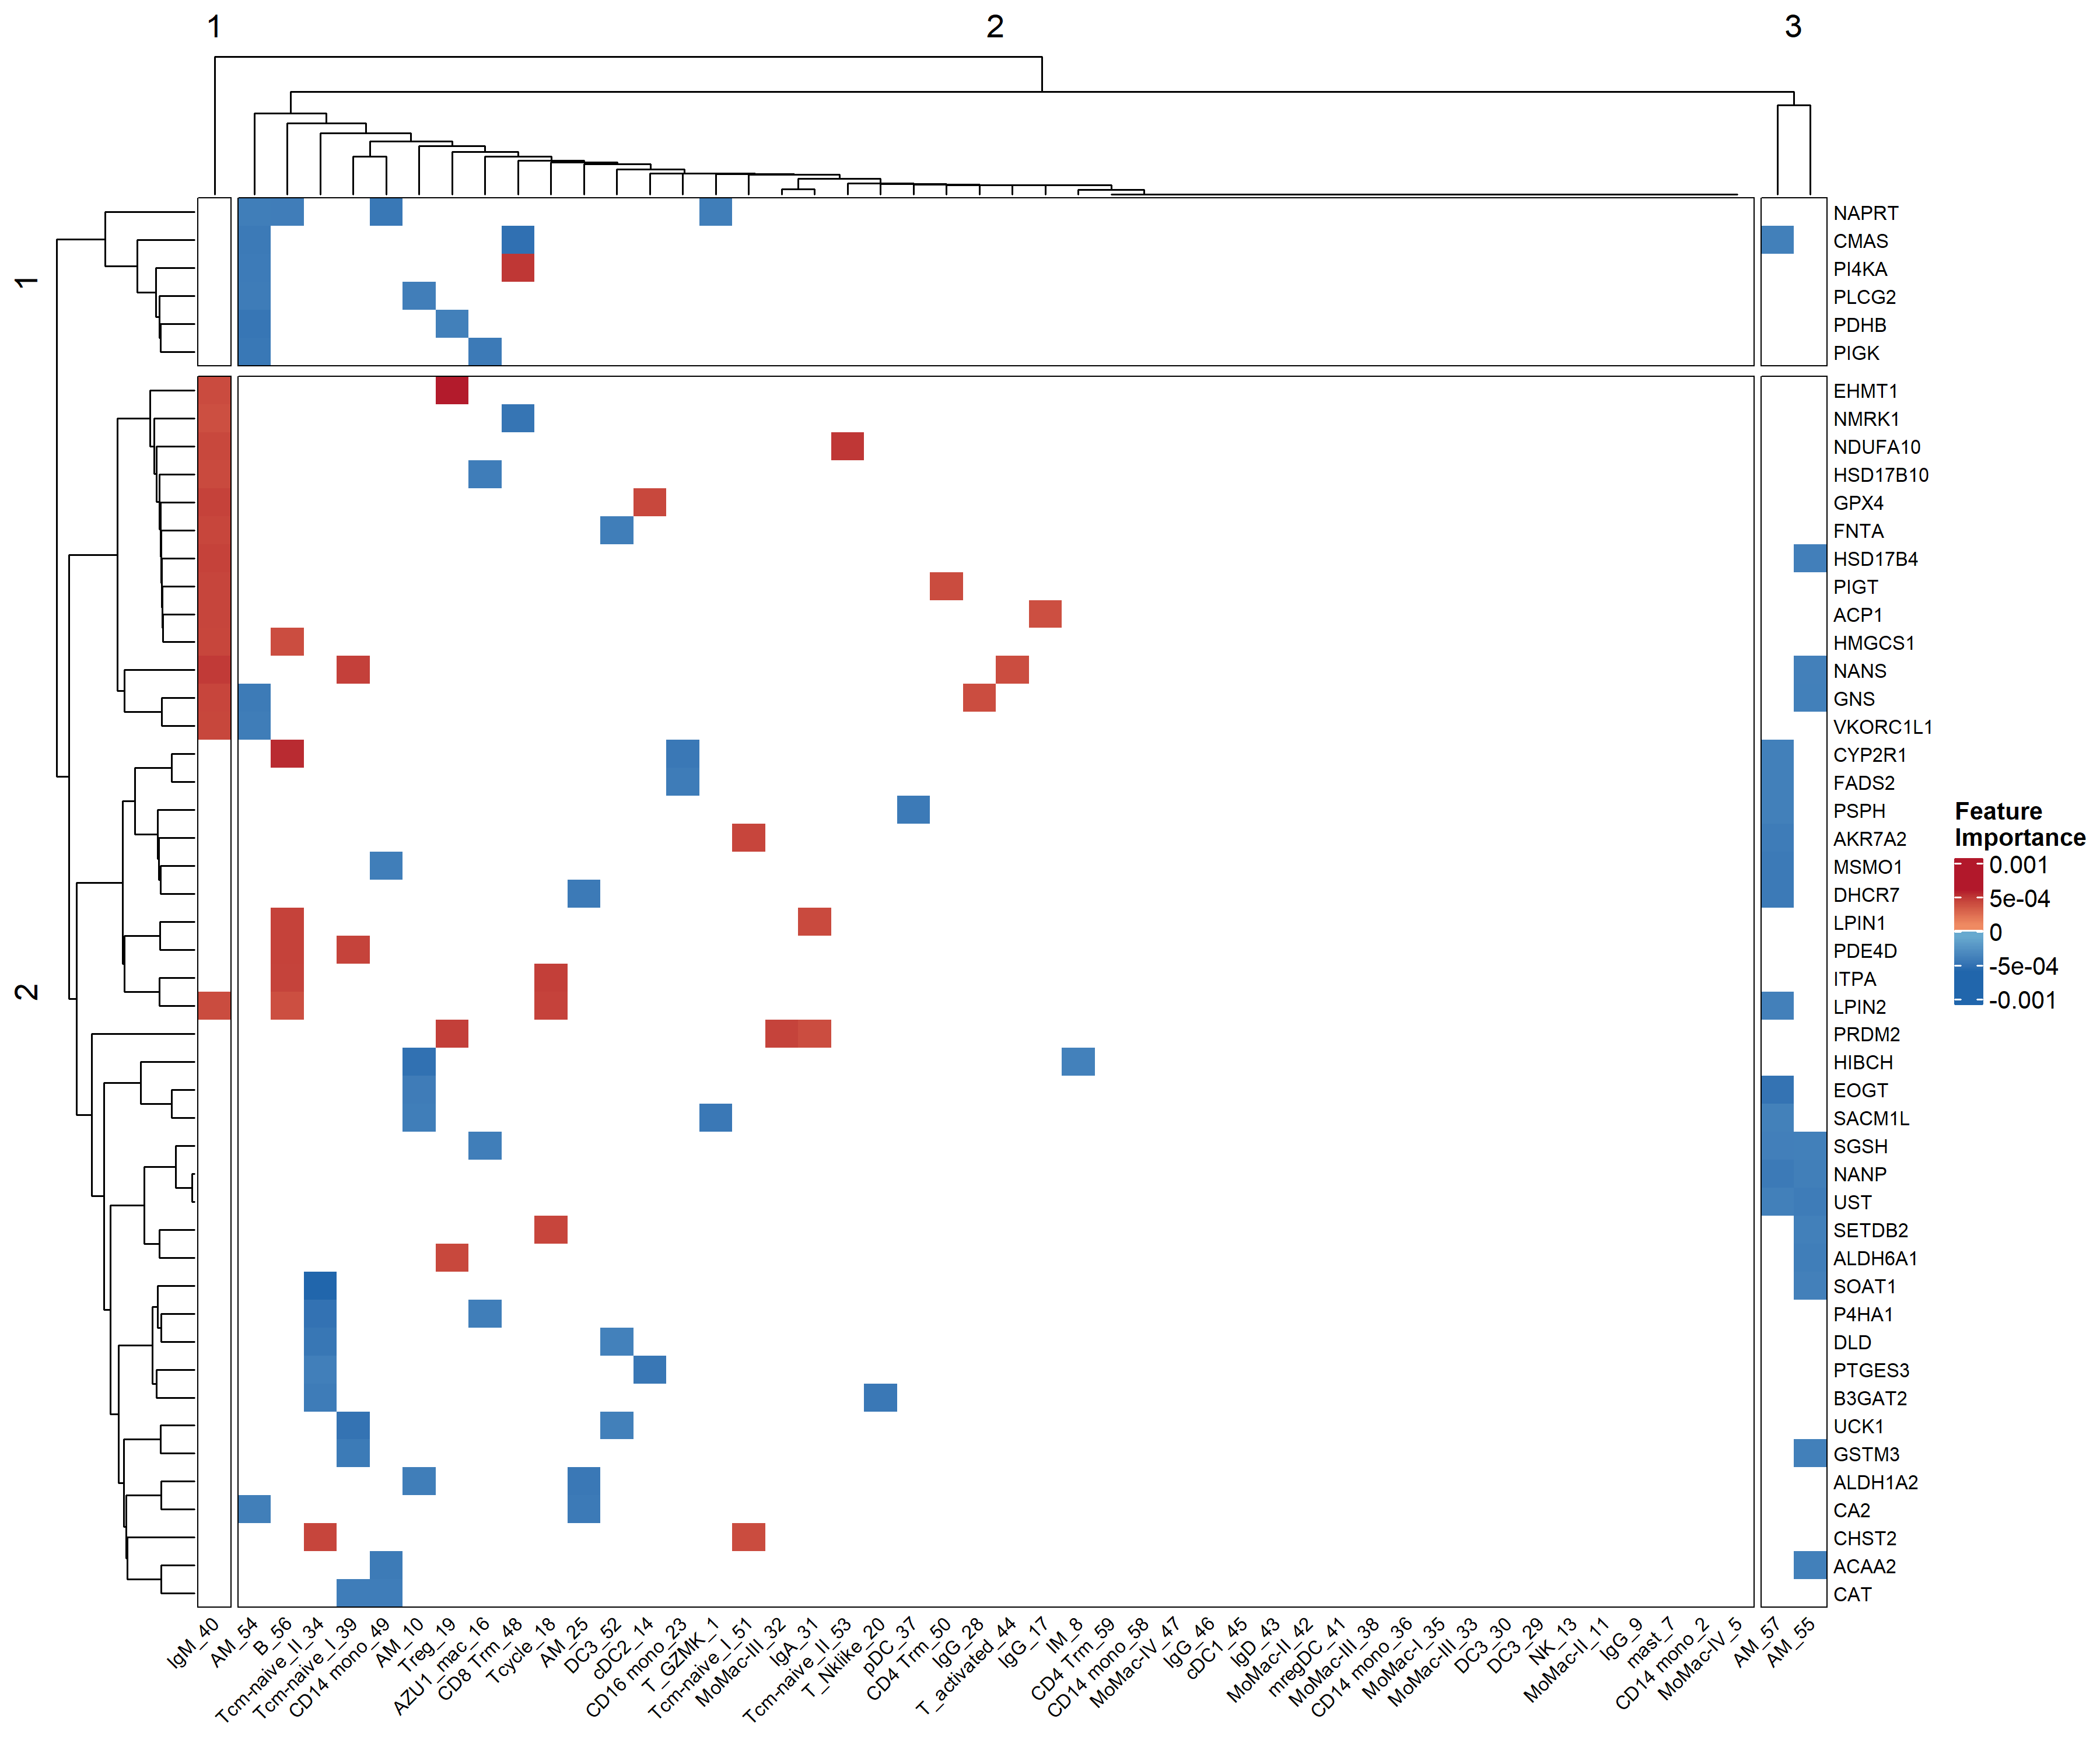 1
2
3
1
2
NAPRT
CMAS
PI4KA
PLCG2
PDHB
PIGK
EHMT1
NMRK1
NDUFA10
HSD17B10
GPX4
FNTA
HSD17B4
PIGT
ACP1
HMGCS1
NANS
GNS
VKORC1L1
CYP2R1
FADS2
PSPH
AKR7A2
MSMO1
DHCR7
LPIN1
PDE4D
ITPA
LPIN2
PRDM2
HIBCH
EOGT
SACM1L
SGSH
NANP
UST
SETDB2
ALDH6A1
SOAT1
P4HA1
DLD
PTGES3
B3GAT2
UCK1
GSTM3
ALDH1A2
CA2
CHST2
ACAA2
CAT
Feature
Importance
0.001
5e-04
0
-5e-04
-0.001
IgM_40
AM_54
B_56
Tcm-naive_II_34
Tcm-naive_I_39
CD14 mono_49
AM_10
Treg_19
AZU1_mac_16
CD8 Trm_48
Tcycle_18
AM_25
DC3_52
cDC2_14
CD16 mono_23
T_GZMK_1
Tcm-naive_I_51
MoMac-III_32
IgA_31
Tcm-naive_II_53
T_Nklike_20
pDC_37
CD4 Trm_50
IgG_28
T_activated_44
IgG_17
IM_8
CD4 Trm_59
CD14 mono_58
MoMac-IV_47
IgG_46
cDC1_45
IgD_43
MoMac-II_42
mregDC_41
MoMac-III_38
CD14 mono_36
MoMac-I_35
MoMac-III_33
DC3_30
DC3_29
NK_13
MoMac-II_11
IgG_9
mast_7
CD14 mono_2
MoMac-IV_5
AM_57
AM_55